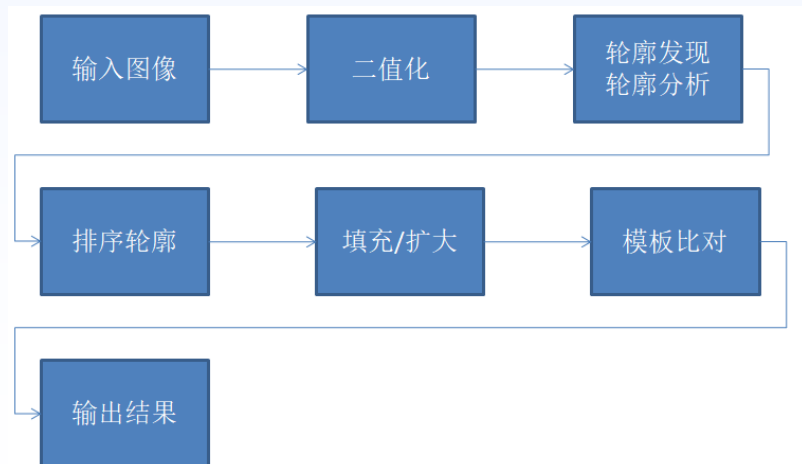 输入图像
二值化
轮廓发现
轮廓分析
排序轮廓
填充/扩大
模板比对
输出结果